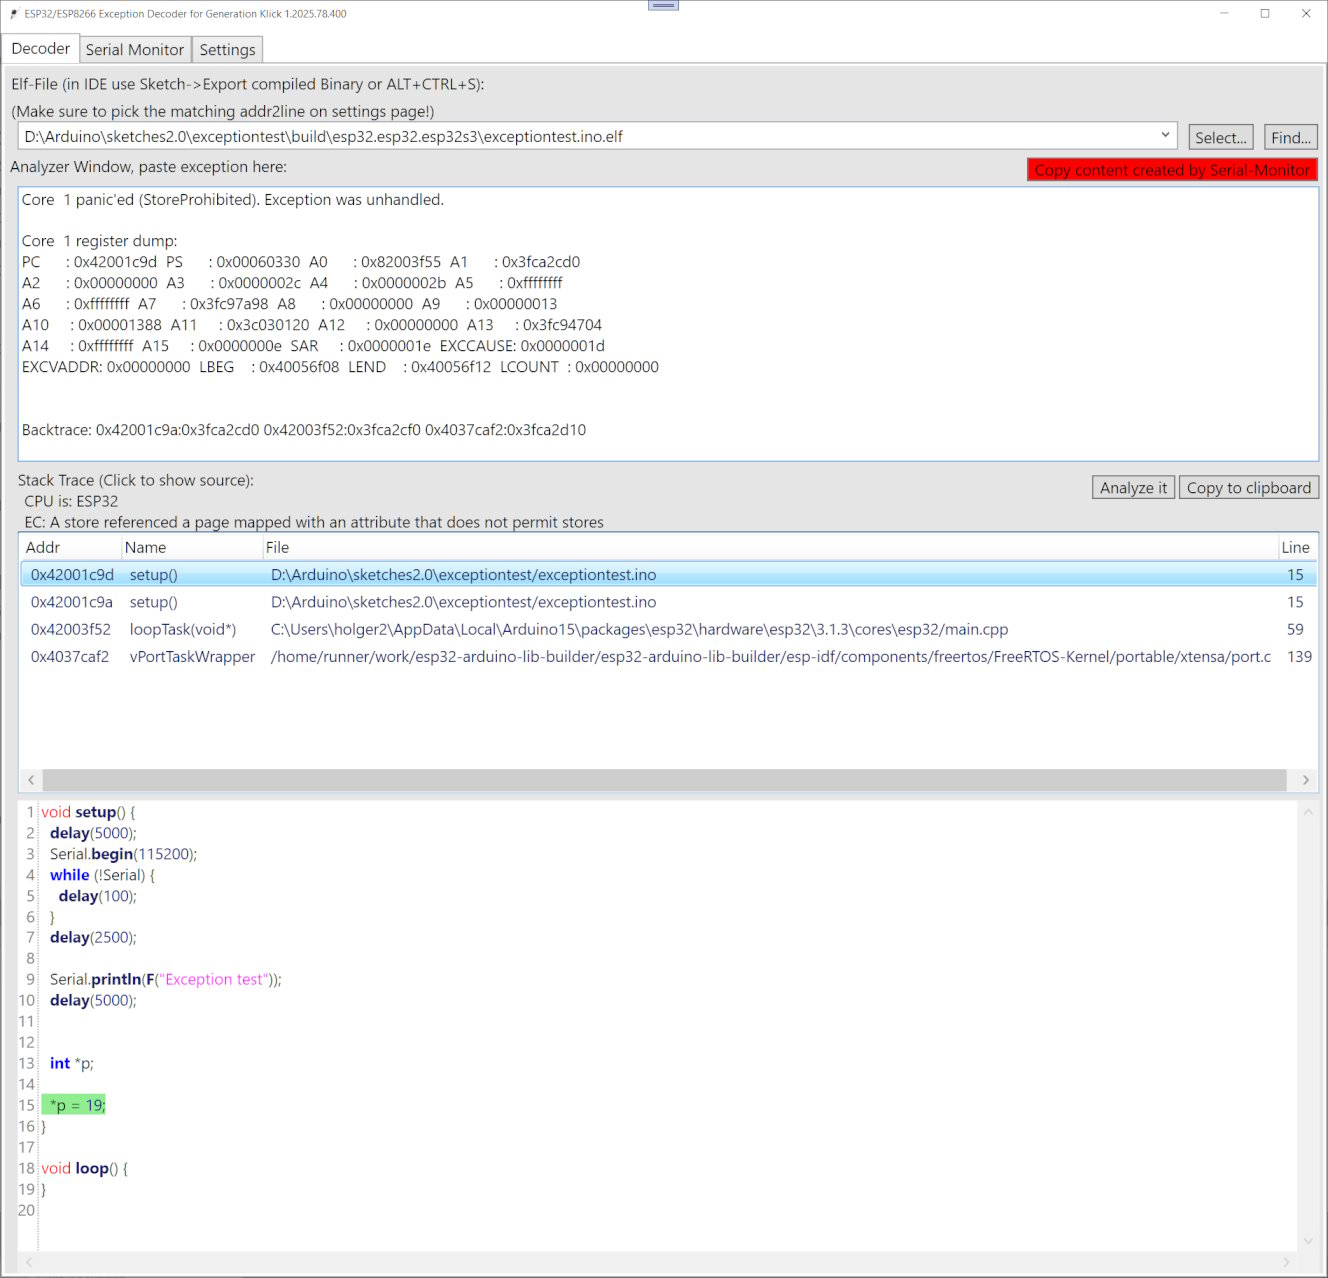 ESP32/ESP8266 Exception Decoder for Generation Klick 1.2025.78.400
Decoder Serial Monitor Settings
Elf-File (in IDE use Sketch->Export compiled Binary or ALT+CTRL+S):
(Make sure to pick the matching addr2line on settings page!)
D:\Arduino\sketches2.0\exceptiontest\build\esp32.esp32.esp32s3\exceptiontest.ino.elf Select... Find...
Analyzer Window, paste exception here: Copy content created by Serial-Monitor
Core  1 panic'ed (StoreProhibited). Exception was unhandled.
Core  1 register dump:
PC      : 0x42001c9d  PS      : 0x00060330  A0      : 0x82003f55  A1      : 0x3fca2cd0
A2      : 0x00000000  A3      : 0x0000002c  A4      : 0x0000002b  A5      : 0xffffffff
A6      : 0xffffffff  A7      : 0x3fc97a98  A8      : 0x00000000  A9      : 0x00000013
A10     : 0x00001388  A11     : 0x3c030120  A12     : 0x00000000  A13     : 0x3fc94704
A14     : 0xffffffff  A15     : 0x0000000e  SAR     : 0x0000001e  EXCCAUSE: 0x0000001d
EXCVADDR: 0x00000000  LBEG    : 0x40056f08  LEND    : 0x40056f12  LCOUNT  : 0x00000000
Backtrace: 0x42001c9a:0x3fca2cd0 0x42003f52:0x3fca2cf0 0x4037caf2:0x3fca2d10
Stack Trace (Click to show source): Analyze it Copy to clipboard
CPU is: ESP32
EC: A store referenced a page mapped with an attribute that does not permit stores
Addr Name File Line
0x42001c9d setup() D:\Arduino\sketches2.0\exceptiontest/exceptiontest.ino 15
0x42001c9a setup() D:\Arduino\sketches2.0\exceptiontest/exceptiontest.ino 15
0x42003f52 loopTask(void*) C:\Users\holger2\AppData\Local\Arduino15\packages\esp32\hardware\esp32\3.1.3\cores\esp32/main.cpp 59
0x4037caf2 vPortTaskWrapper /home/runner/work/esp32-arduino-lib-builder/esp32-arduino-lib-builder/esp-idf/components/freertos/FreeRTOS-Kernel/portable/xtensa/port.c 139
1 void setup() {
2 delay(5000);
3 Serial.begin(115200);
4 while (!Serial) {
5 delay(100);
6 }
7 delay(2500);
8
9 Serial.println(F("Exception test"));
10 delay(5000);
11
12
13 int *p;
14
15 *p = 19;
16 }
17
18 void loop() {
19 }
20